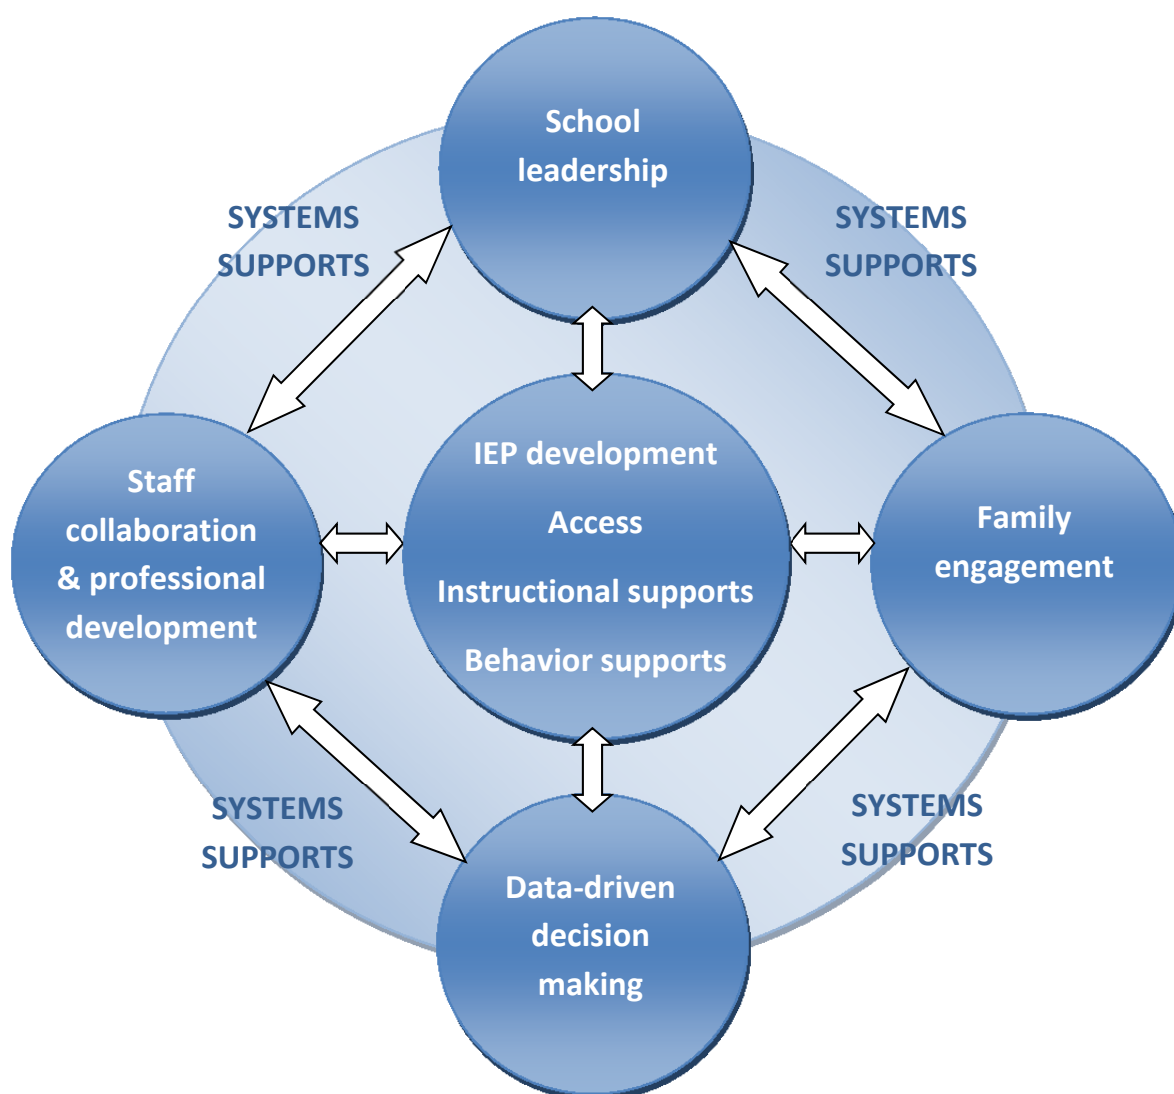 School
leadership
SYSTEMS
SUPPORTS
SYSTEMS
SUPPORTS
Staff
collaboration
& professional
development
IEP development
Access
Instructional supports
Behavior supports
Family
engagement
SYSTEMS
SUPPORTS
SYSTEMS
SUPPORTS
Data-driven
decision
making